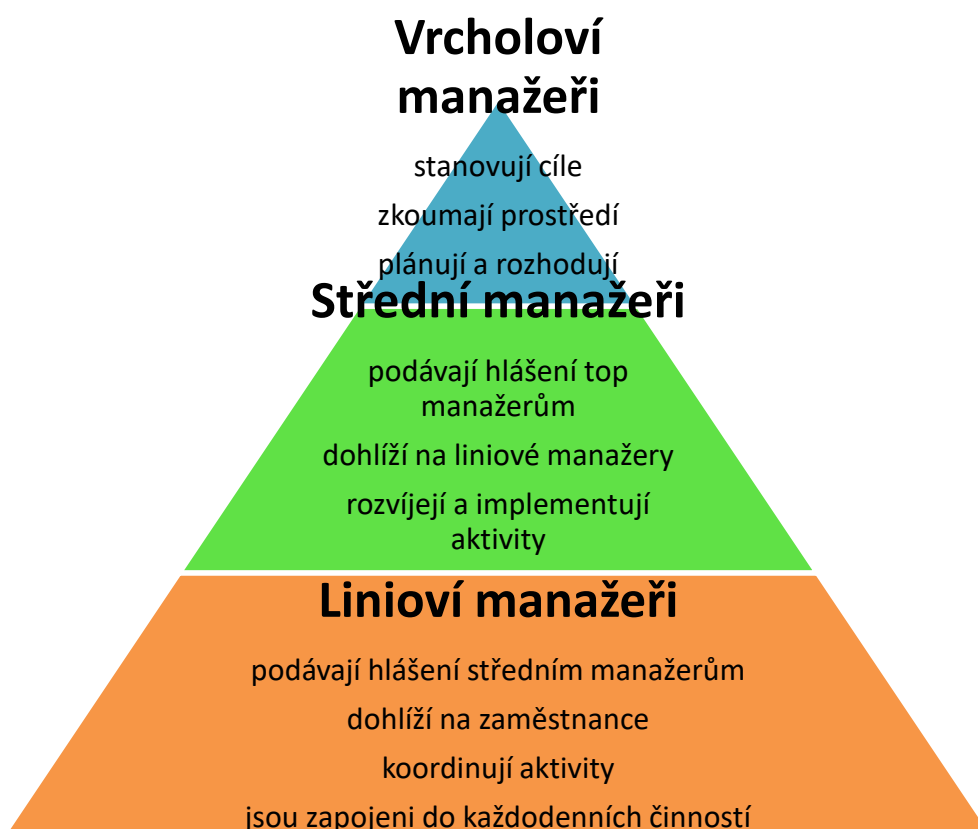 Vrcholoví
manažeři
stanovují cíle
zkoumají prostředí
plánují a rozhodují
Střední manažeři
podávají hlášení top
manažerům
dohlíží na liniové manažery
rozvíjejí a implementují
aktivity
Linioví manažeři
podávají hlášení středním manažerům
dohlíží na zaměstnance
koordinují aktivity
jsou zapojeni do každodenních činností